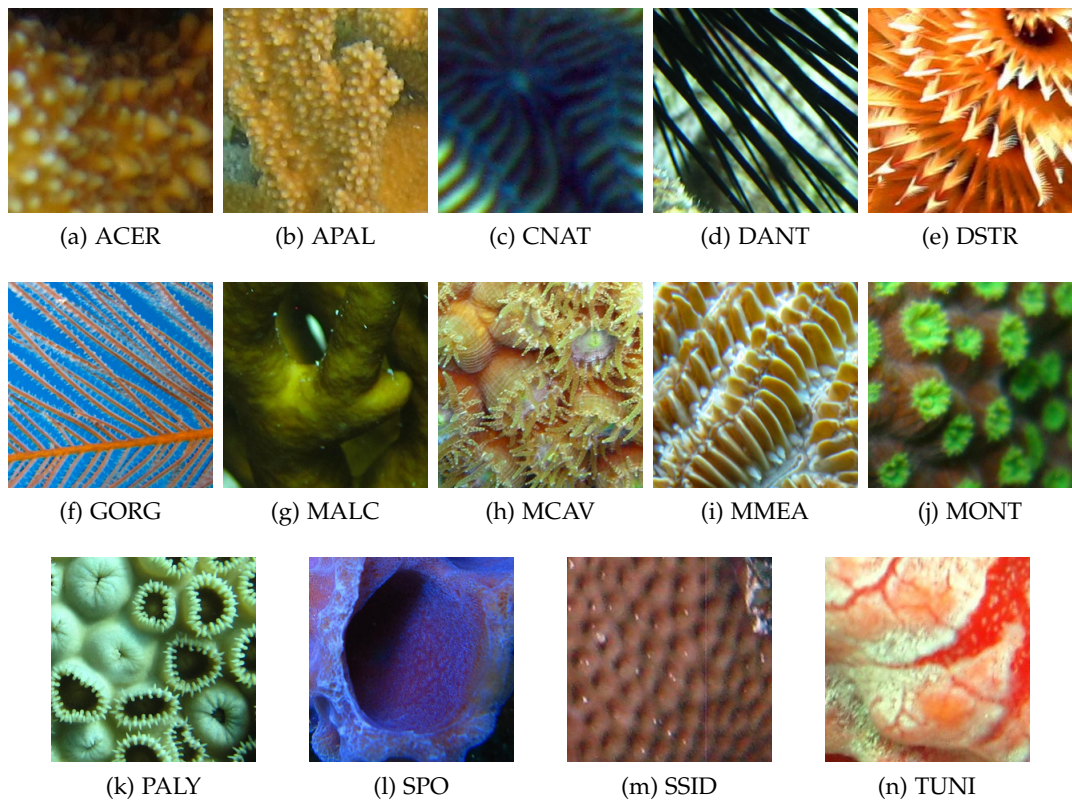 (a) ACER (b) APAL (c) CNAT (d) DANT (e) DSTR
(f) GORG (g) MALC (h) MCAV (i) MMEA (j) MONT
(k) PALY (l) SPO (m) SSID (n) TUNI